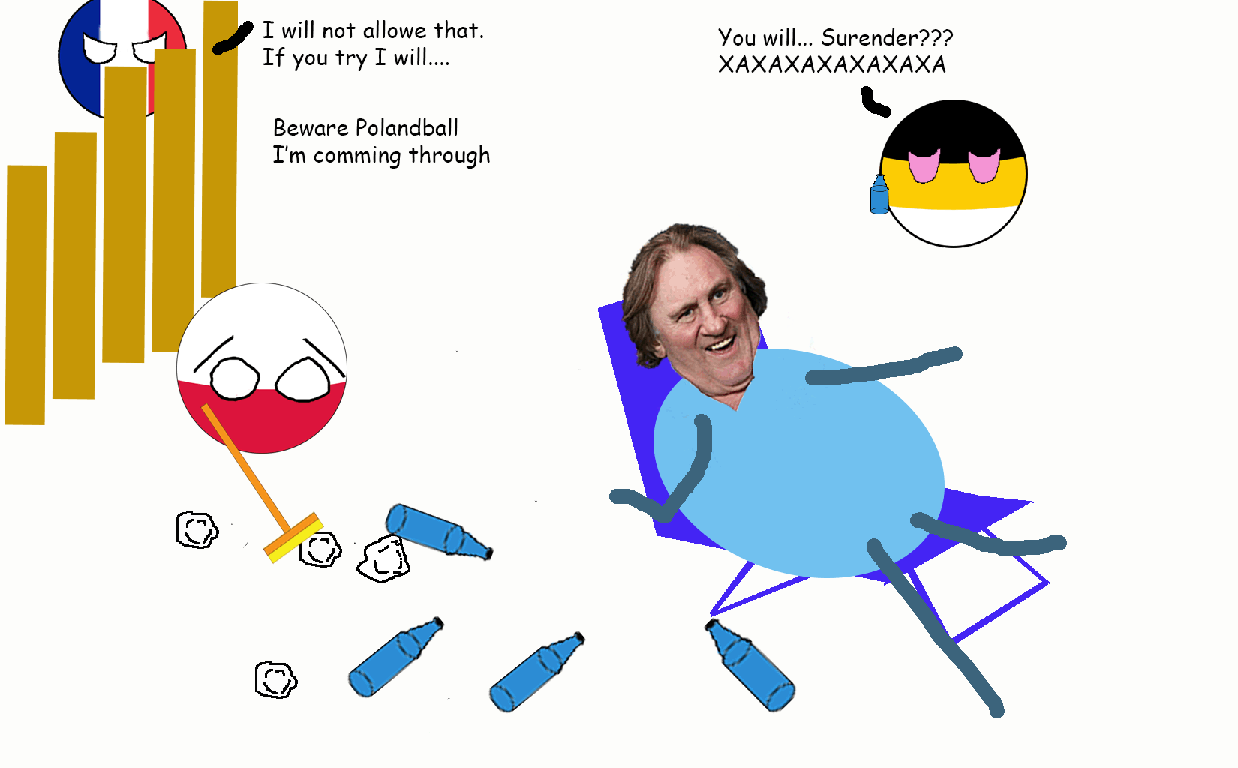 I will not allowe that.
If you try I will....
Beware Polandball
I'm comming through
You will... Surender???
XAXAXAXAXAXAXA